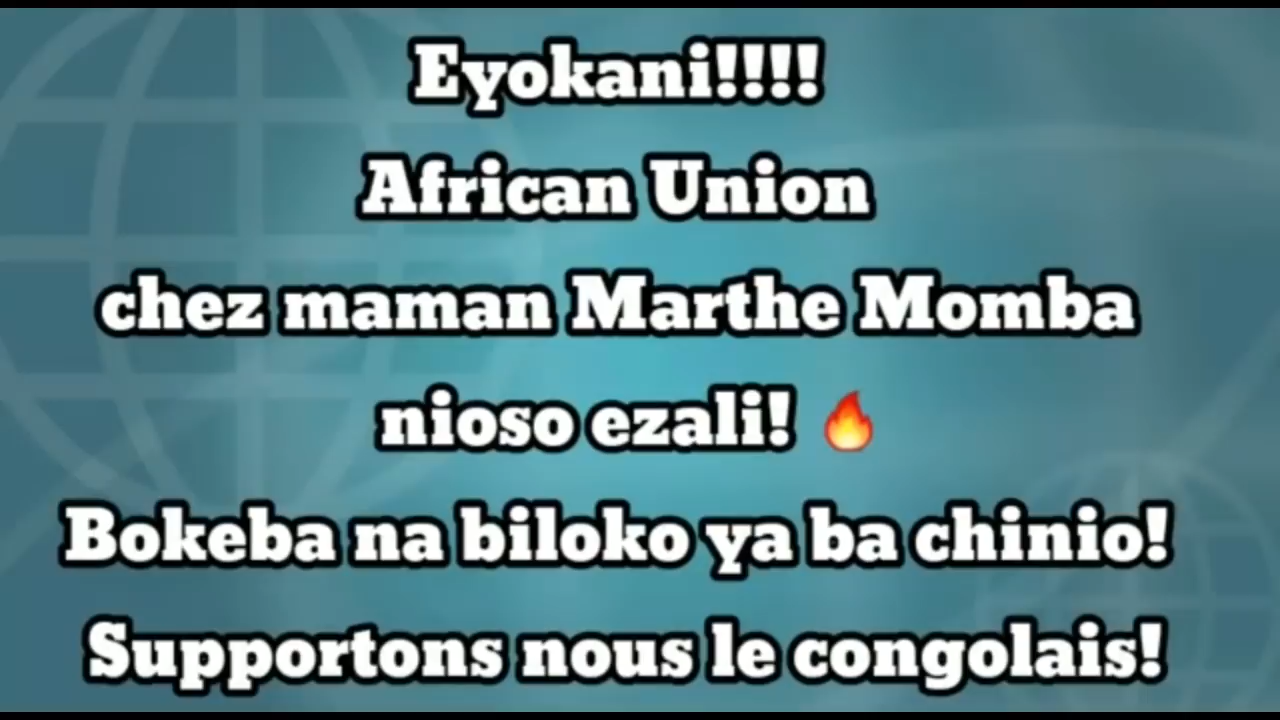 Eyokani!!!!
African Union
chez maman Marthe Momba
nioso ezali! 🔥
Bokeba na biloko ya ba chinio!
Supportons nous le congolais!